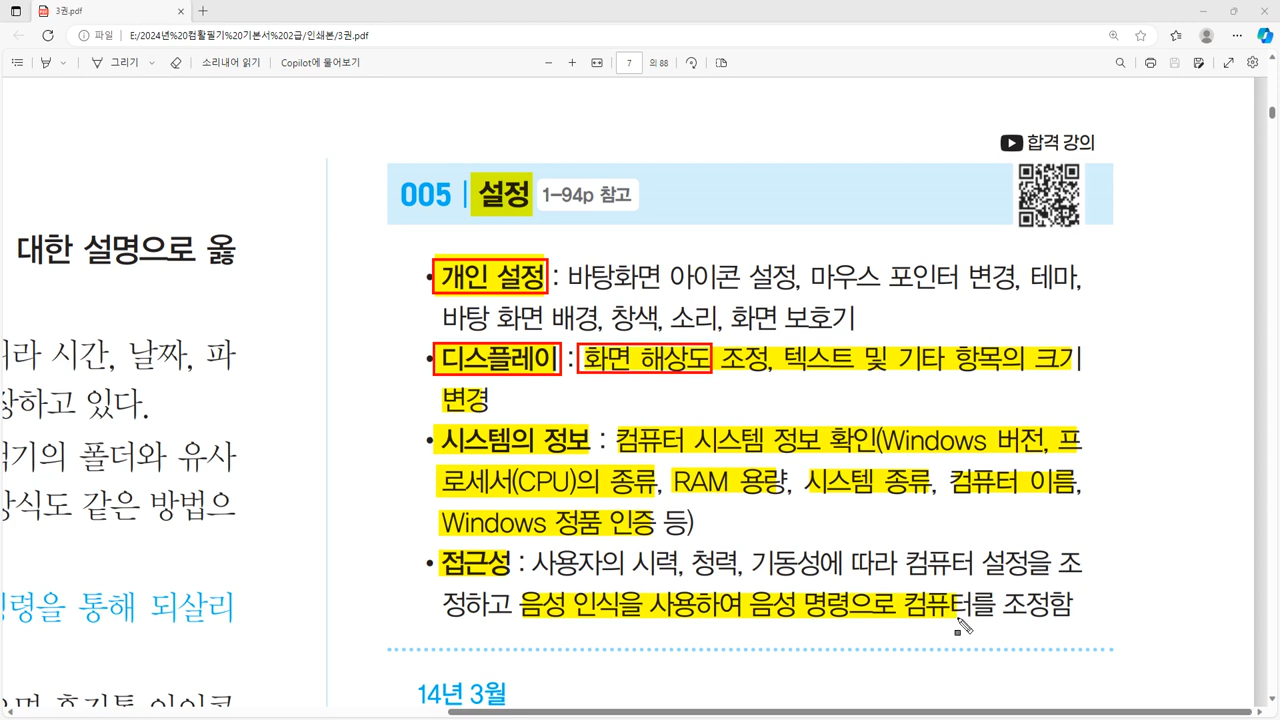 3권.pdf
파일
E:/2024년%20컴활필기%20기본서%202급/인쇄본/3권.pdf
그리기
소리내어 읽기
Copilot에 물어보기
7
의 88
합격 강의
005 설정 1-94p 참고
대한 설명으로 옳
라 시간, 날짜, 파
장하고 있다.
기의 폴더와 유사
방식도 같은 방법으
령을 통해 되살리
• 개인 설정 : 바탕화면 아이콘 설정, 마우스 포인터 변경, 테마,
바탕 화면 배경, 창색, 소리, 화면 보호기
• 디스플레이 : 화면 해상도 조정, 텍스트 및 기타 항목의 크기
변경
• 시스템의 정보 : 컴퓨터 시스템 정보 확인(Windows 버전, 프
로세서(CPU)의 종류, RAM 용량, 시스템 종류, 컴퓨터 이름,
Windows 정품 인증 등)
• 접근성 : 사용자의 시력, 청력, 기동성에 따라 컴퓨터 설정을 조
정하고 음성 인식을 사용하여 음성 명령으로 컴퓨터를 조정함
14년 3월